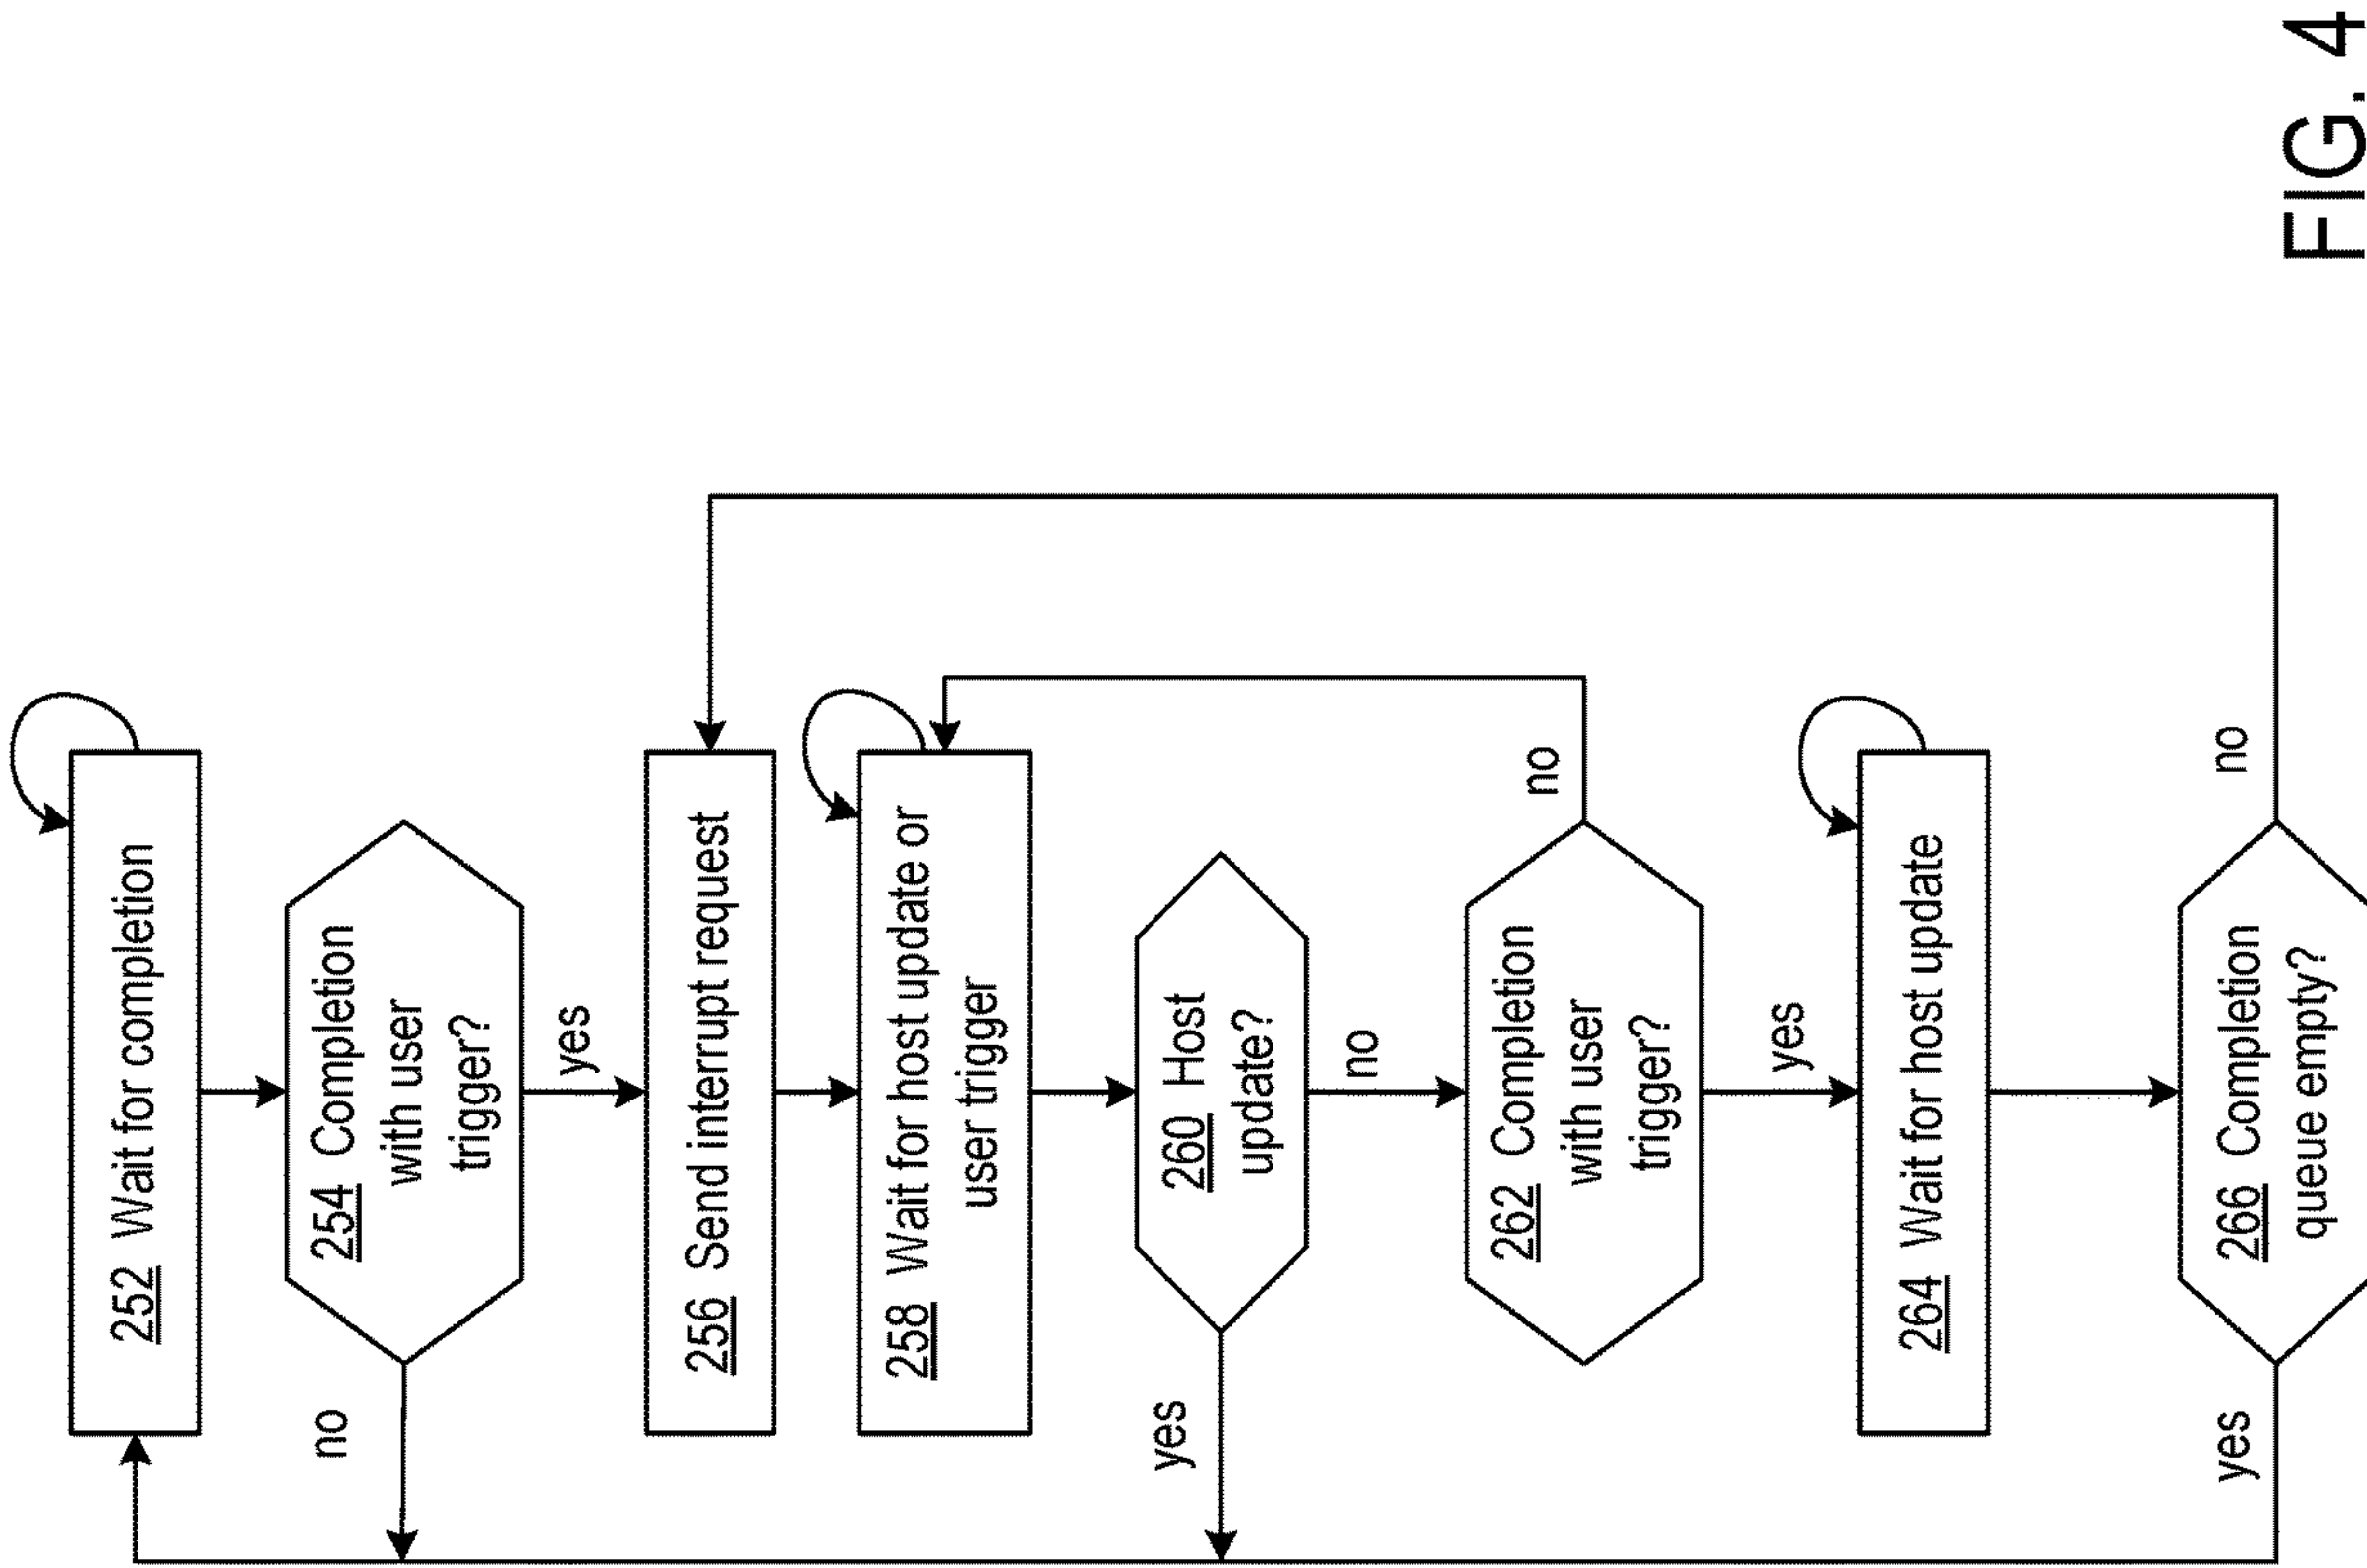 252 Wait for completion
254 Completion
with user
trigger?
no
yes
256 Send interrupt request
258 Wait for host update or
user trigger
260 Host
update?
yes
no
262 Completion
with user
trigger?
no
yes
264 Wait for host update
266 Completion
queue empty?
yes
no
FIG. 4